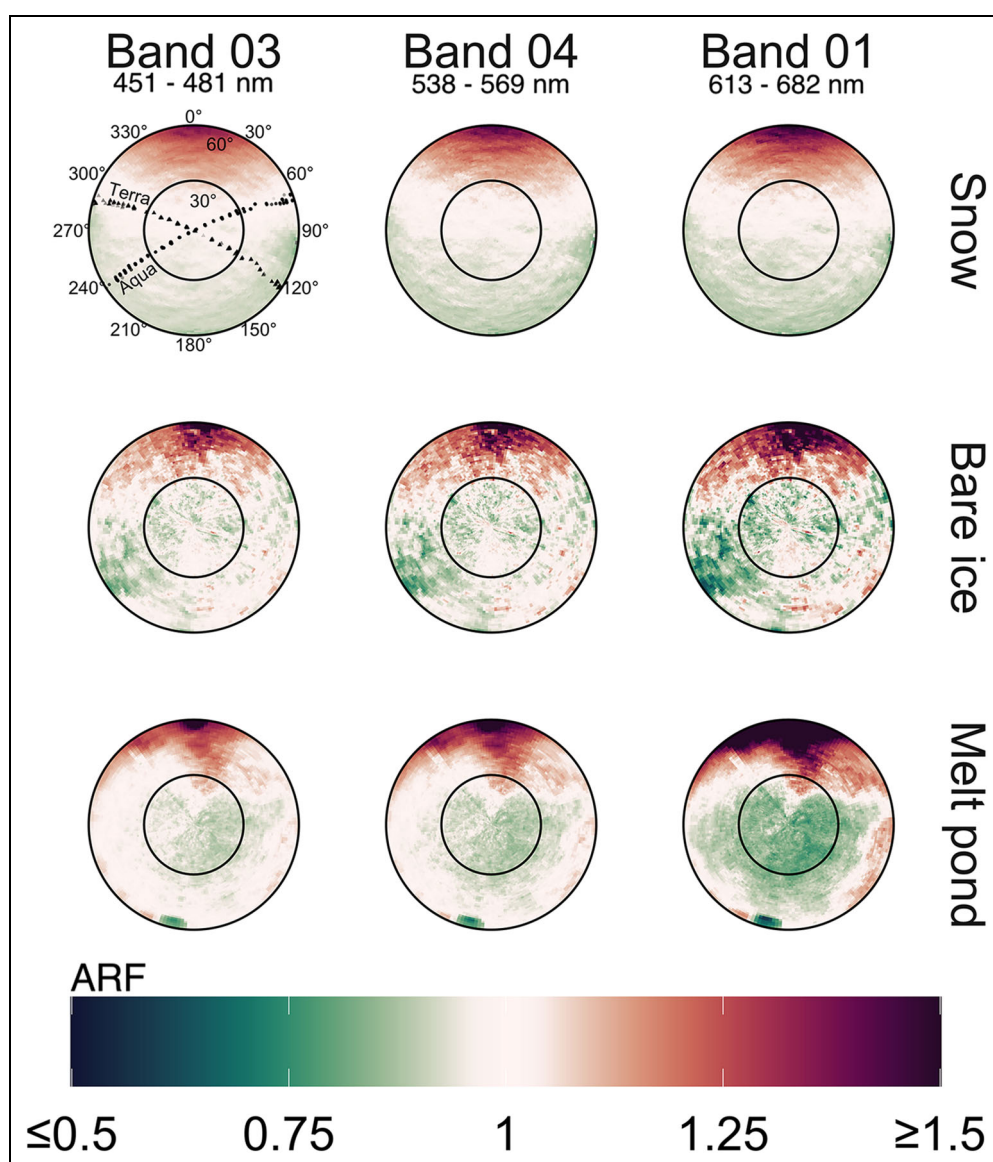 Band 03
451 - 481 nm
Band 04
538 - 569 nm
Band 01
613 - 682 nm
0°
330°
30°
60°
300°
60°
Terra
30°
270°
90°
Aqua
240°
120°
210°
150°
180°
Snow
Bare ice
Melt pond
ARF
≤0.5
0.75
1
1.25
≥1.5